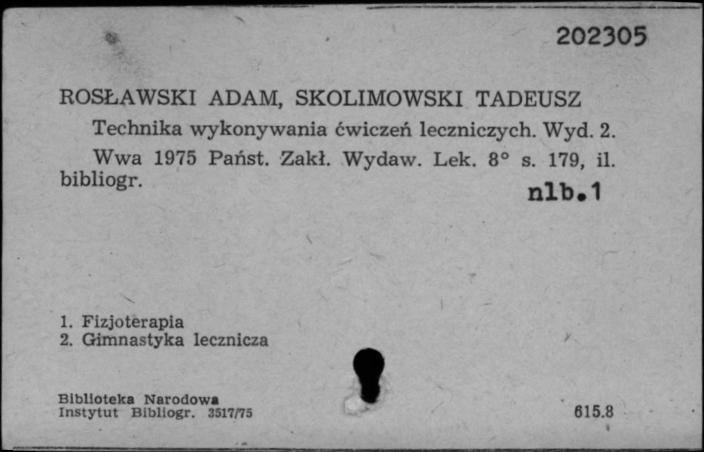 202305
ROSŁAWSKI ADAM, SKOLIMOWSKI TADEUSZ
Technika wykonywania ćwiczeń leczniczych. Wyd. 2.
Wwa 1975 Państ. Zakł. Wydaw. Lek. 8° s. 179, il.
bibliogr.
nlb.1
1. Fizjoterapia
2. Gimnastyka lecznicza
Biblioteka Narodowa
Instytut Bibliogr. 3517/75
615.8